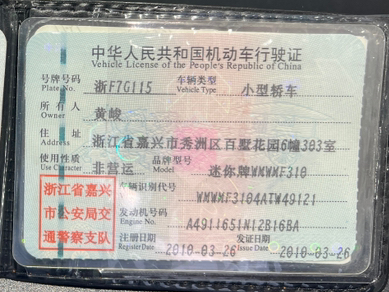 中华人民共和国机动车行驶证
Vehicle License of the People's Republic of China
号牌号码 Plate No. 浙F7G115 车辆类型 Vehicle Type 小型轿车
所有人 Owner 黄峻
住址 Address 浙江省嘉兴市秀洲区百墅花园6幢303室
使用性质 Use Character 非营运 品牌型号 Model 迷你牌WMWMF310
浙江省嘉兴 车辆识别代号 WMWMF3104ATW49121
市公安局交 发动机号码 Engine No. A4911651N12B16BA
通警察支队 注册日期 Register Date 2010-03-26 发证日期 Issue Date 2010-03-26